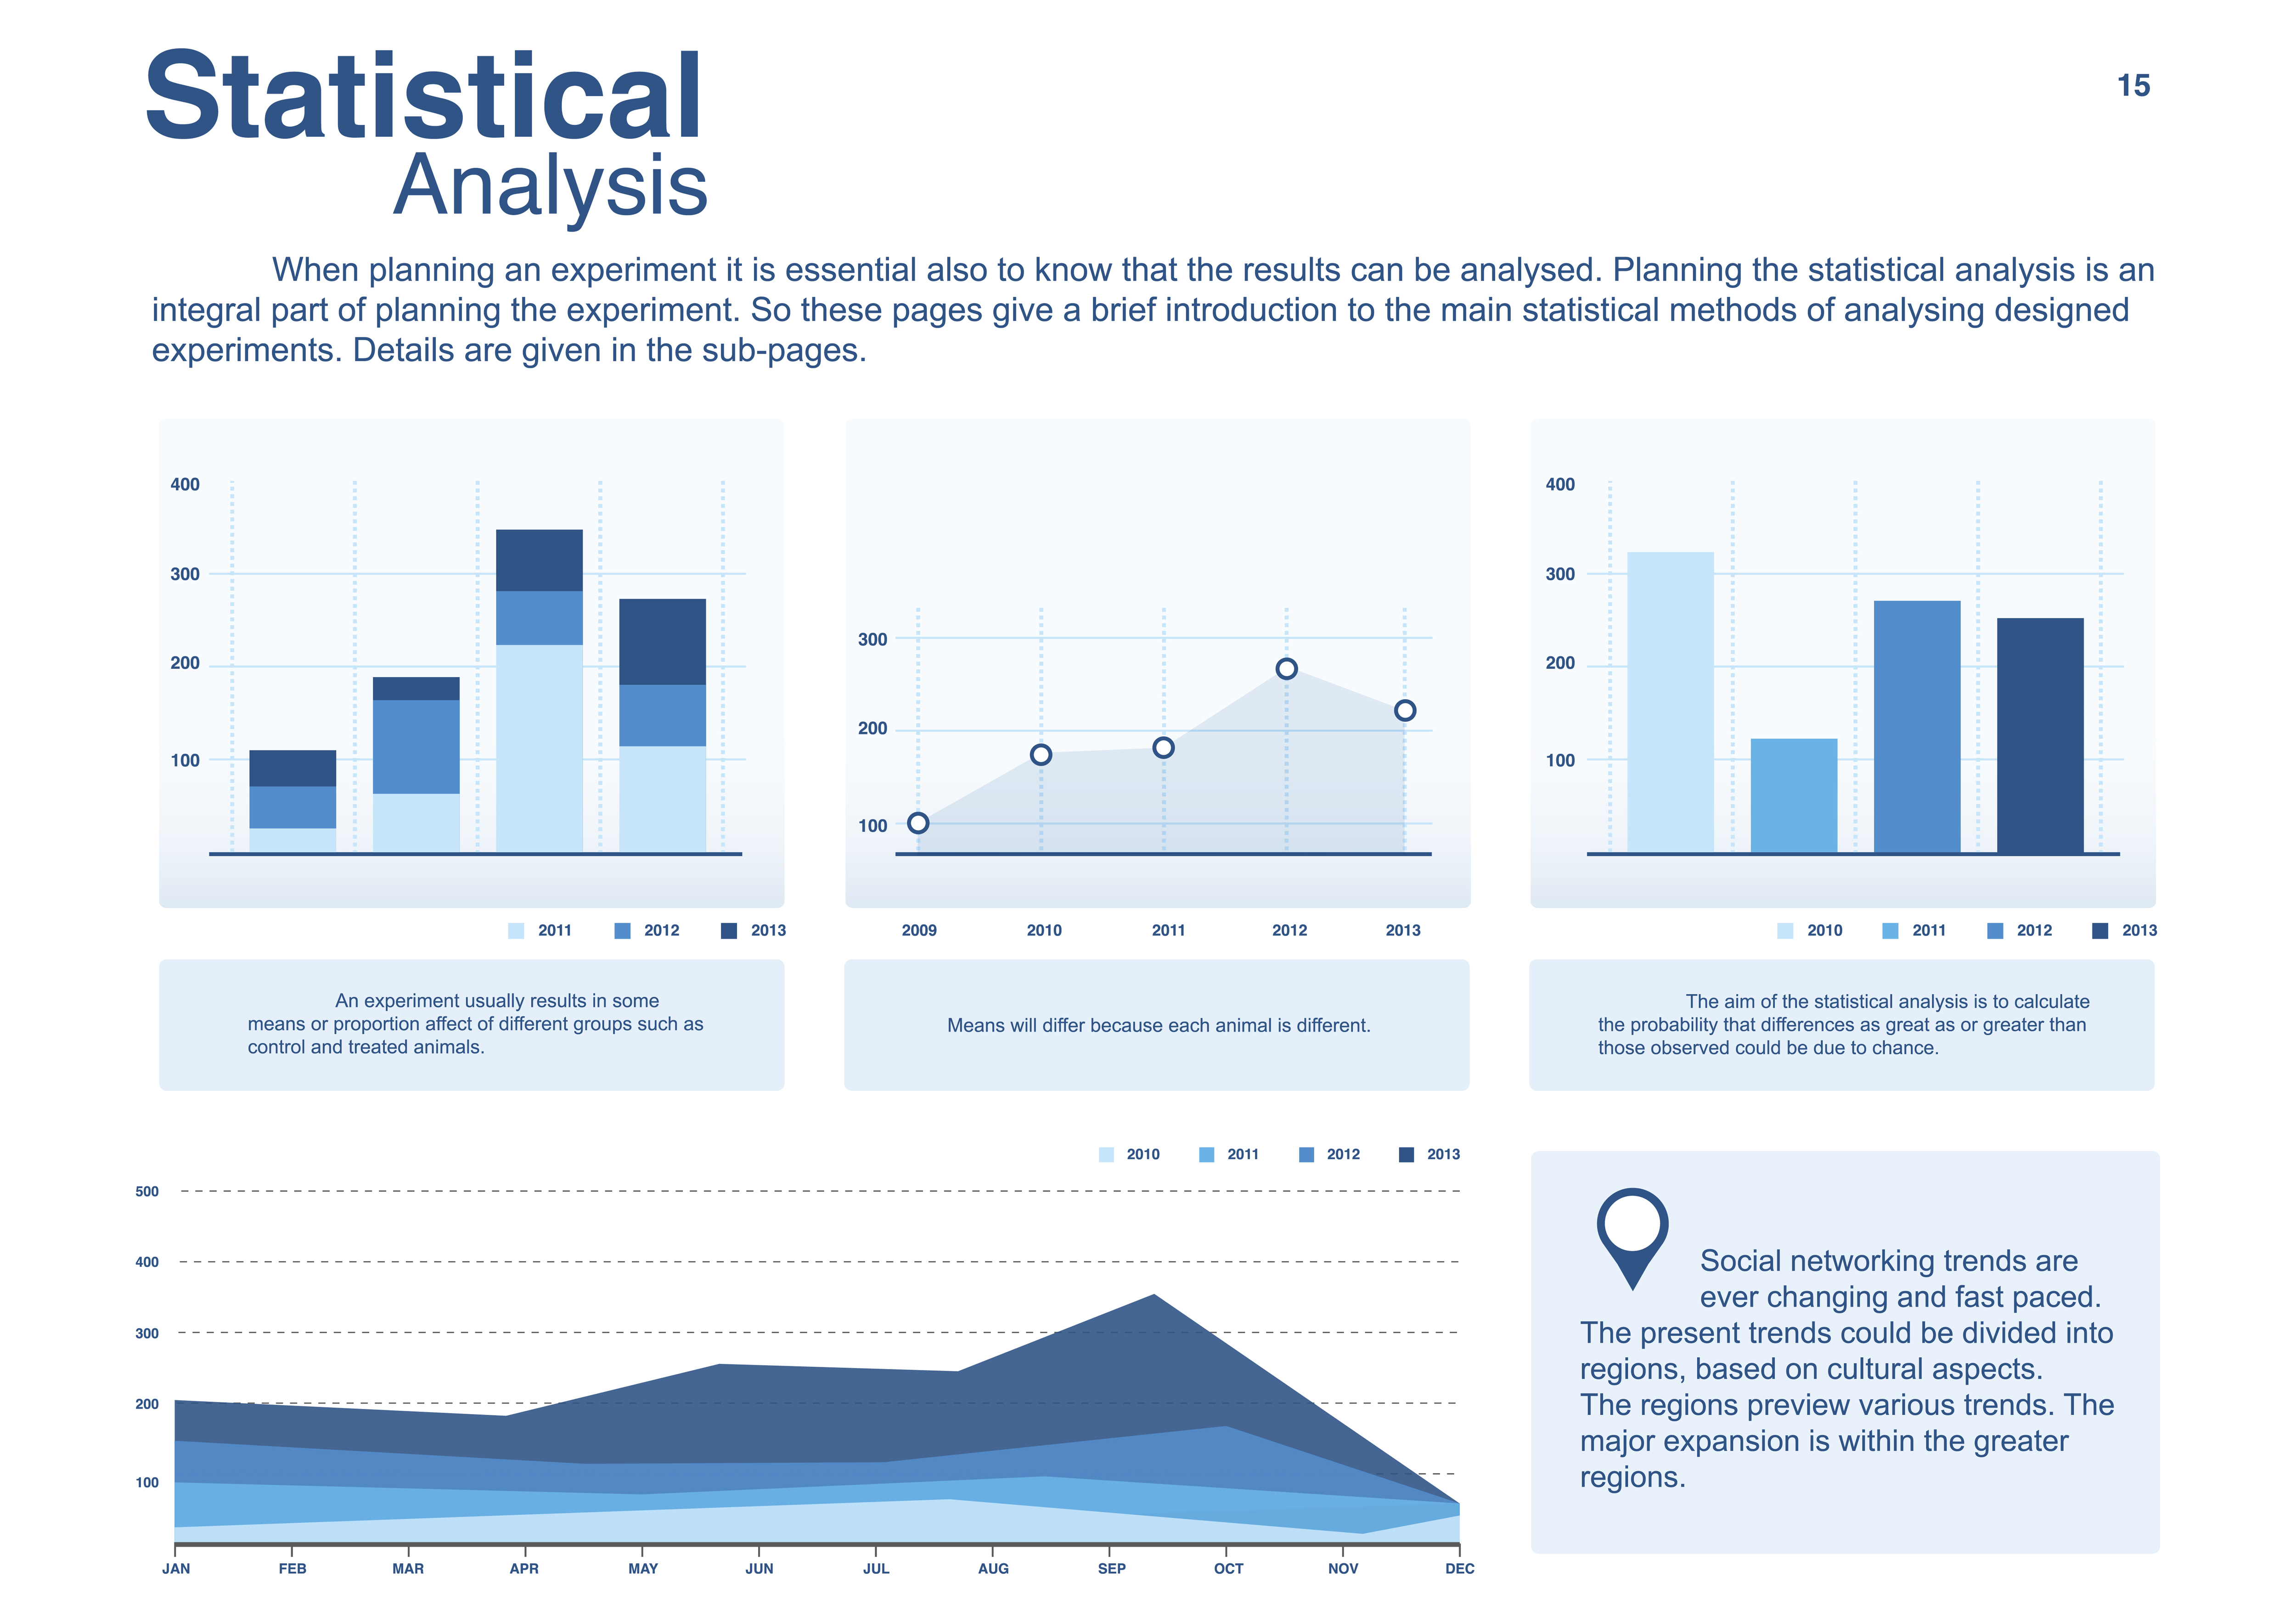 Statistical
Analysis
15
When planning an experiment it is essential also to know that the results can be analysed. Planning the statistical analysis is an
integral part of planning the experiment. So these pages give a brief introduction to the main statistical methods of analysing designed
experiments. Details are given in the sub-pages.
400
300
200
100
2011 2012 2013
300
200
100
2009 2010 2011 2012 2013
400
300
200
100
2010 2011 2012 2013
An experiment usually results in some
means or proportion affect of different groups such as
control and treated animals.
Means will differ because each animal is different.
The aim of the statistical analysis is to calculate
the probability that differences as great as or greater than
those observed could be due to chance.
2010 2011 2012 2013
500
400
300
200
100
JAN FEB MAR APR MAY JUN JUL AUG SEP OCT NOV DEC
Social networking trends are
ever changing and fast paced.
The present trends could be divided into
regions, based on cultural aspects.
The regions preview various trends. The
major expansion is within the greater
regions.